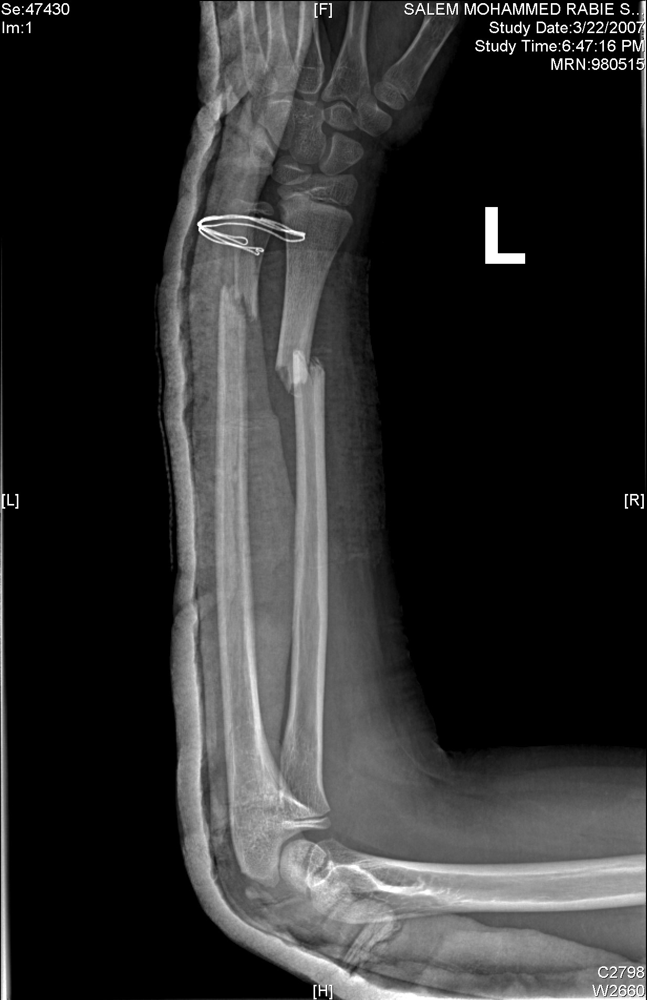 Se:47430
Im:1
[F]
SALEM MOHAMMED RABIE S...
Study Date:3/22/2007
Study Time:6:47:16 PM
MRN:980515
L
[L]
[R]
C2798
W2660
[H]